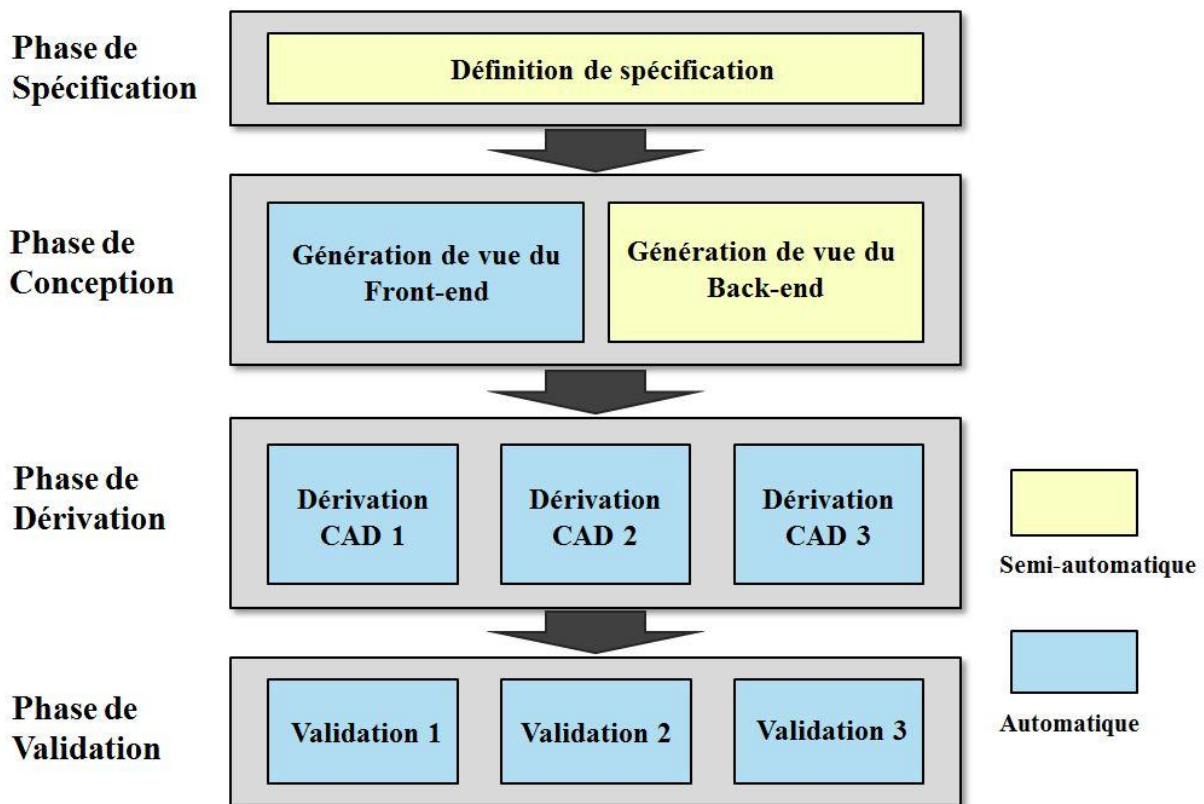 Phase de
Spécification
Définition de spécification
Phase de
Conception
Génération de vue du
Front-end
Génération de vue du
Back-end
Phase de
Dérivation
Dérivation
CAD 1
Dérivation
CAD 2
Dérivation
CAD 3
Semi-automatique
Phase de
Validation
Validation 1
Validation 2
Validation 3
Automatique